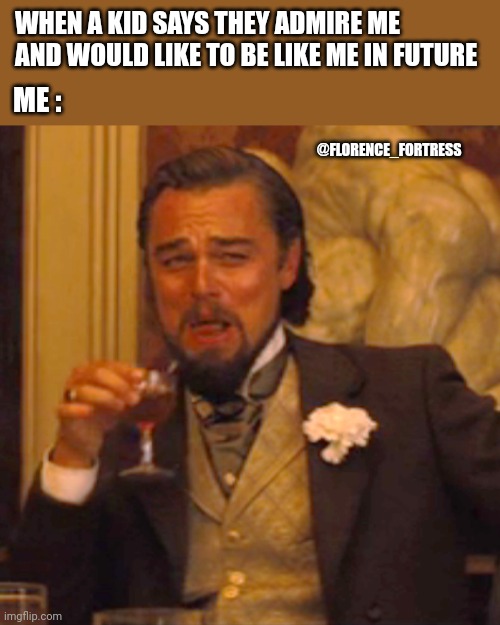 WHEN A KID SAYS THEY ADMIRE ME
AND WOULD LIKE TO BE LIKE ME IN FUTURE
ME :
@FLORENCE_FORTRESS
imgflip.com